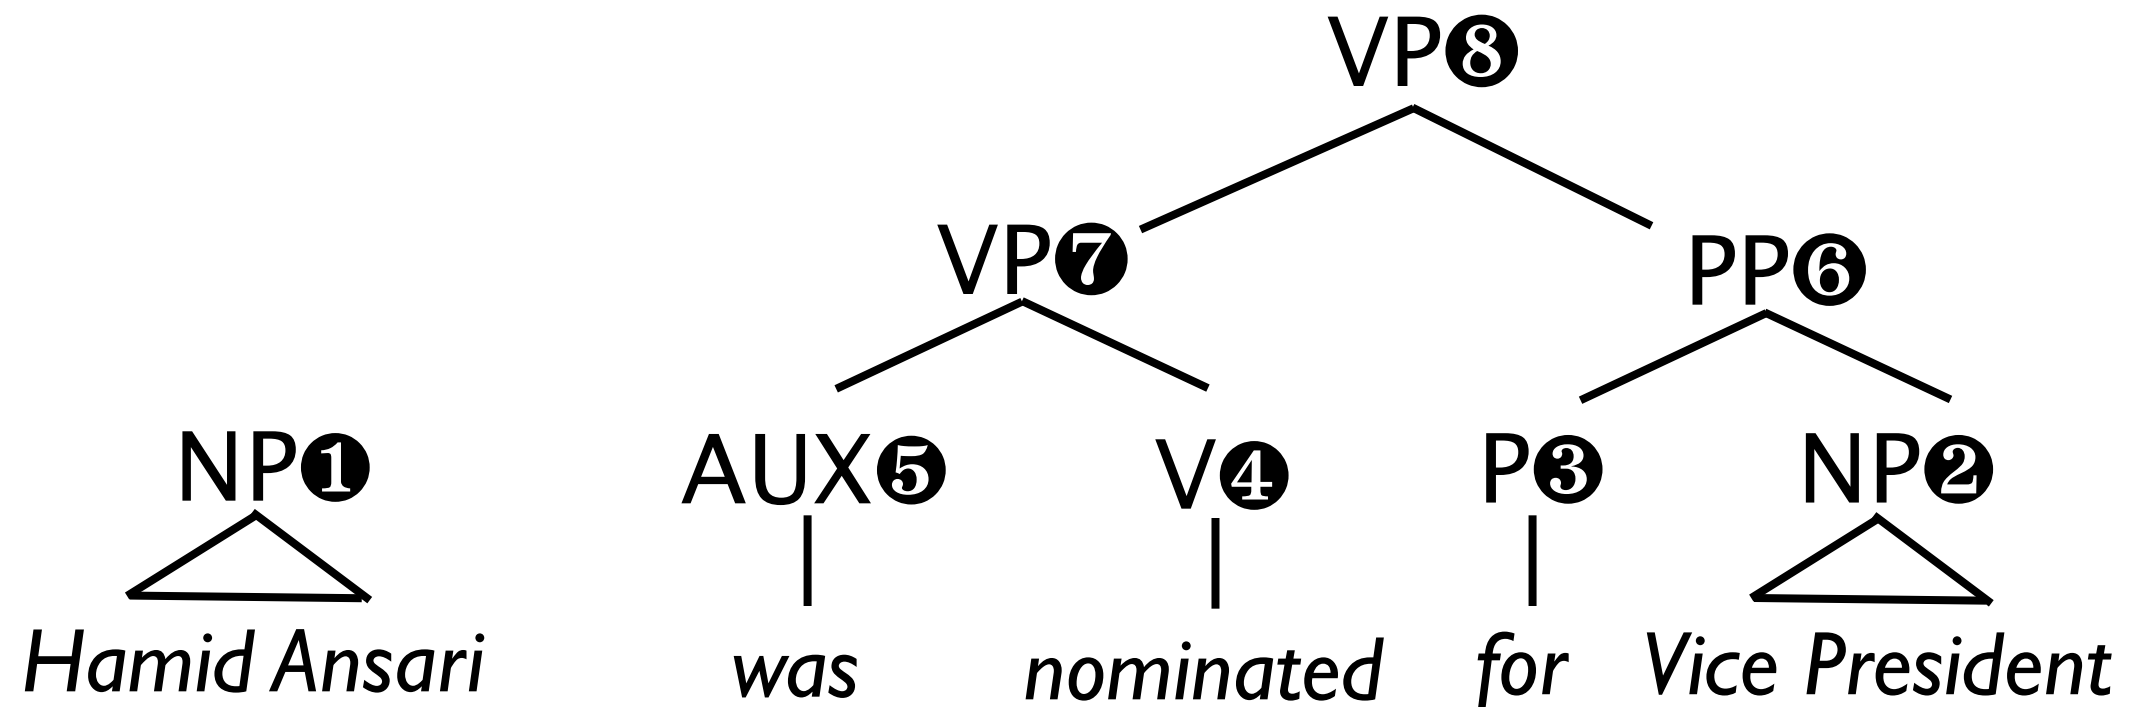 VP❽
VP❼ PP❻
NP❶ AUX❺ V❹ P❸ NP❷
Hamid Ansari was nominated for Vice President